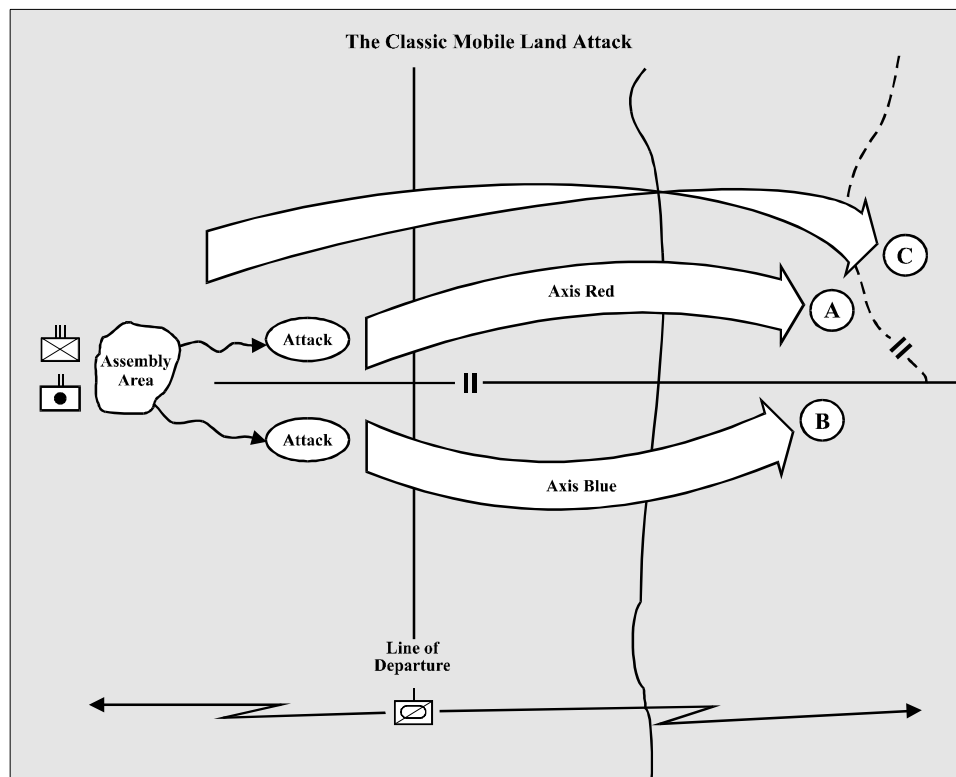 The Classic Mobile Land Attack
C
Axis Red
A
Attack
Assembly
Area
B
Attack
Axis Blue
Line of
Departure